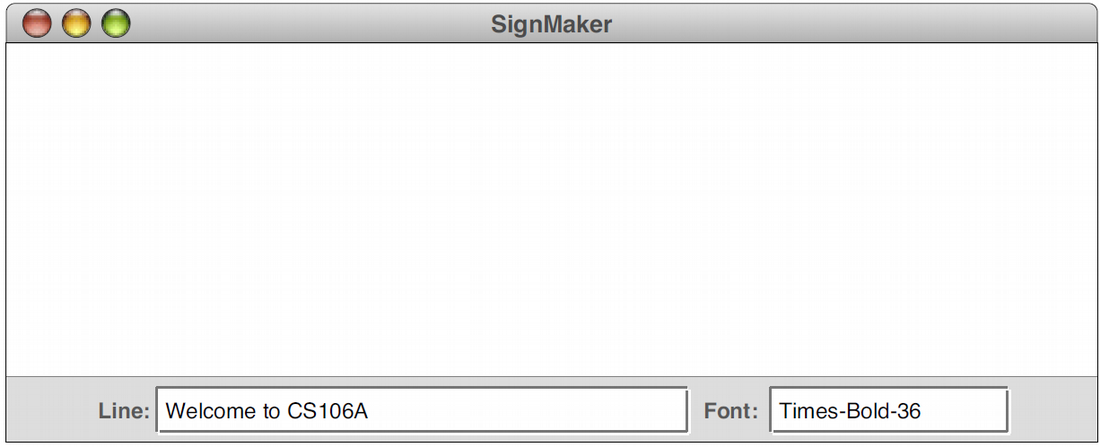 SignMaker
Line: Welcome to CS106A Font: Times-Bold-36